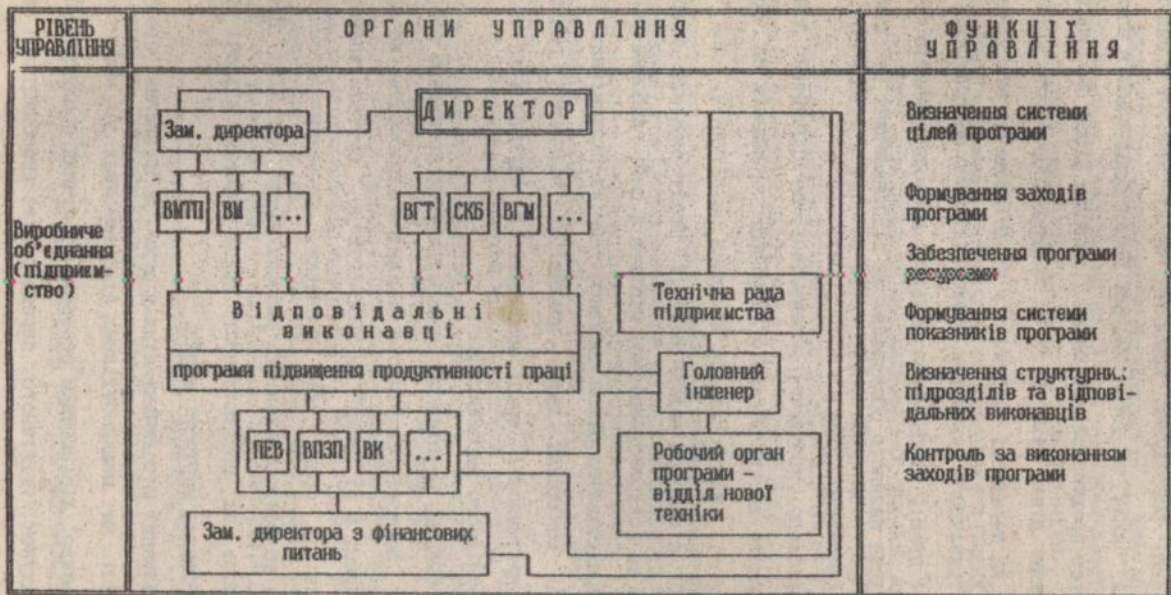 РІВЕНЬ
УПРАВЛІННЯ
ОРГАНИ УПРАВЛІННЯ
ФУНКЦІЇ
УПРАВЛІННЯ
Виробниче
об'єднання
(підприєм-
ство)
ДИРЕКТОР
Зам. директора
ВМТП ВМ ...
ВГТ СКБ ВГМ ...
Відповідальні
виконавці
програми підвищення продуктивності праці
ПЕВ ВПЗП ВК ...
Зам. директора з фінансових
питань
Технічна рада
підприємства
Головний
інженер
Робочий орган
програми –
відділ нової
техніки
Визначення системи
цілей програми
Формування заходів
програми
Забезпечення програми
ресурсами
Формування системи
показників програми
Визначення структурни..
підрозділів та відпові-
дальних виконавців
Контроль за виконанням
заходів програми